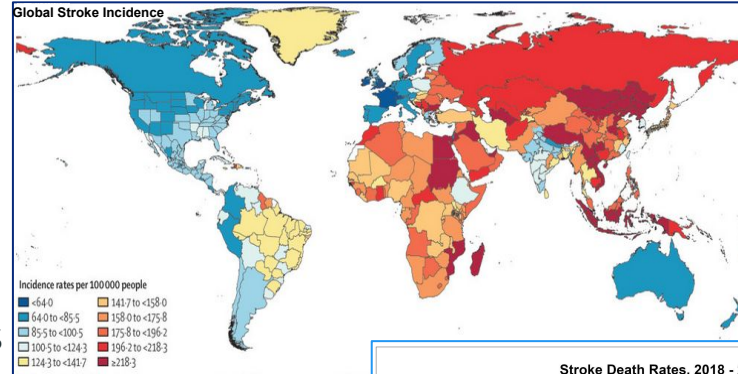 Global Stroke Incidence
Incidence rates per 100 000 people
<64·0
64·0 to <85·5
85·5 to <100·5
100·5 to <124·3
124·3 to <141·7
141·7 to <158·0
158·0 to <175·8
175·8 to <196·2
196·2 to <218·3
≥218·3
Stroke Death Rates, 2018 -